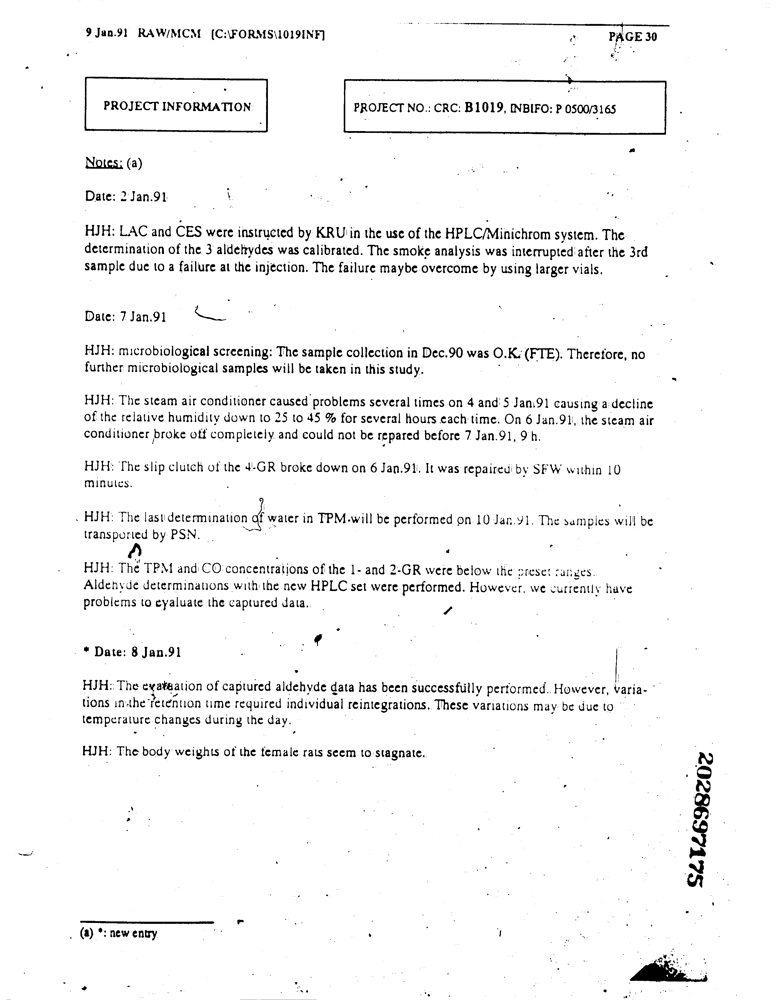 9 Jan.91 RAW/MCM [C:\FORMS\1019INF]
PAGE 30
PROJECT INFORMATION
PROJECT NO.: CRC: B1019, INBIFO: P 0500/3165
Notes: (a)
Date: 2 Jan.91
HJH: LAC and CES were instructed by KRU in the use of the HPLC/Minichrom system. The
determination of the 3 aldehydes was calibrated. The smoke analysis was interrupted after the 3rd
sample due to a failure at the injection. The failure maybe overcome by using larger vials.
Date: 7 Jan.91
HJH: microbiological screening: The sample collection in Dec.90 was O.K. (FTE). Therefore, no
further microbiological samples will be taken in this study.
HJH: The steam air conditioner caused problems several times on 4 and 5 Jan.91 causing a decline
of the relative humidity down to 25 to 45 % for several hours each time. On 6 Jan.91, the steam air
conditioner broke off completely and could not be repared before 7 Jan.91, 9 h.
HJH: The slip clutch of the 4-GR broke down on 6 Jan.91. It was repaired by SFW within 10
minutes.
HJH: The last determination of water in TPM will be performed on 10 Jan.91. The samples will be
transported by PSN.
HJH: The TPM and CO concentrations of the 1- and 2-GR were below the preset ranges.
Aldehyde determinations with the new HPLC set were performed. However, we currently have
problems to evaluate the captured data.
* Date: 8 Jan.91
HJH: The evaluation of captured aldehyde data has been successfully performed. However, varia-
tions in the retention time required individual reintegrations. These variations may be due to
temperature changes during the day.
HJH: The body weights of the female rats seem to stagnate.
2028697175
(a) *: new entry